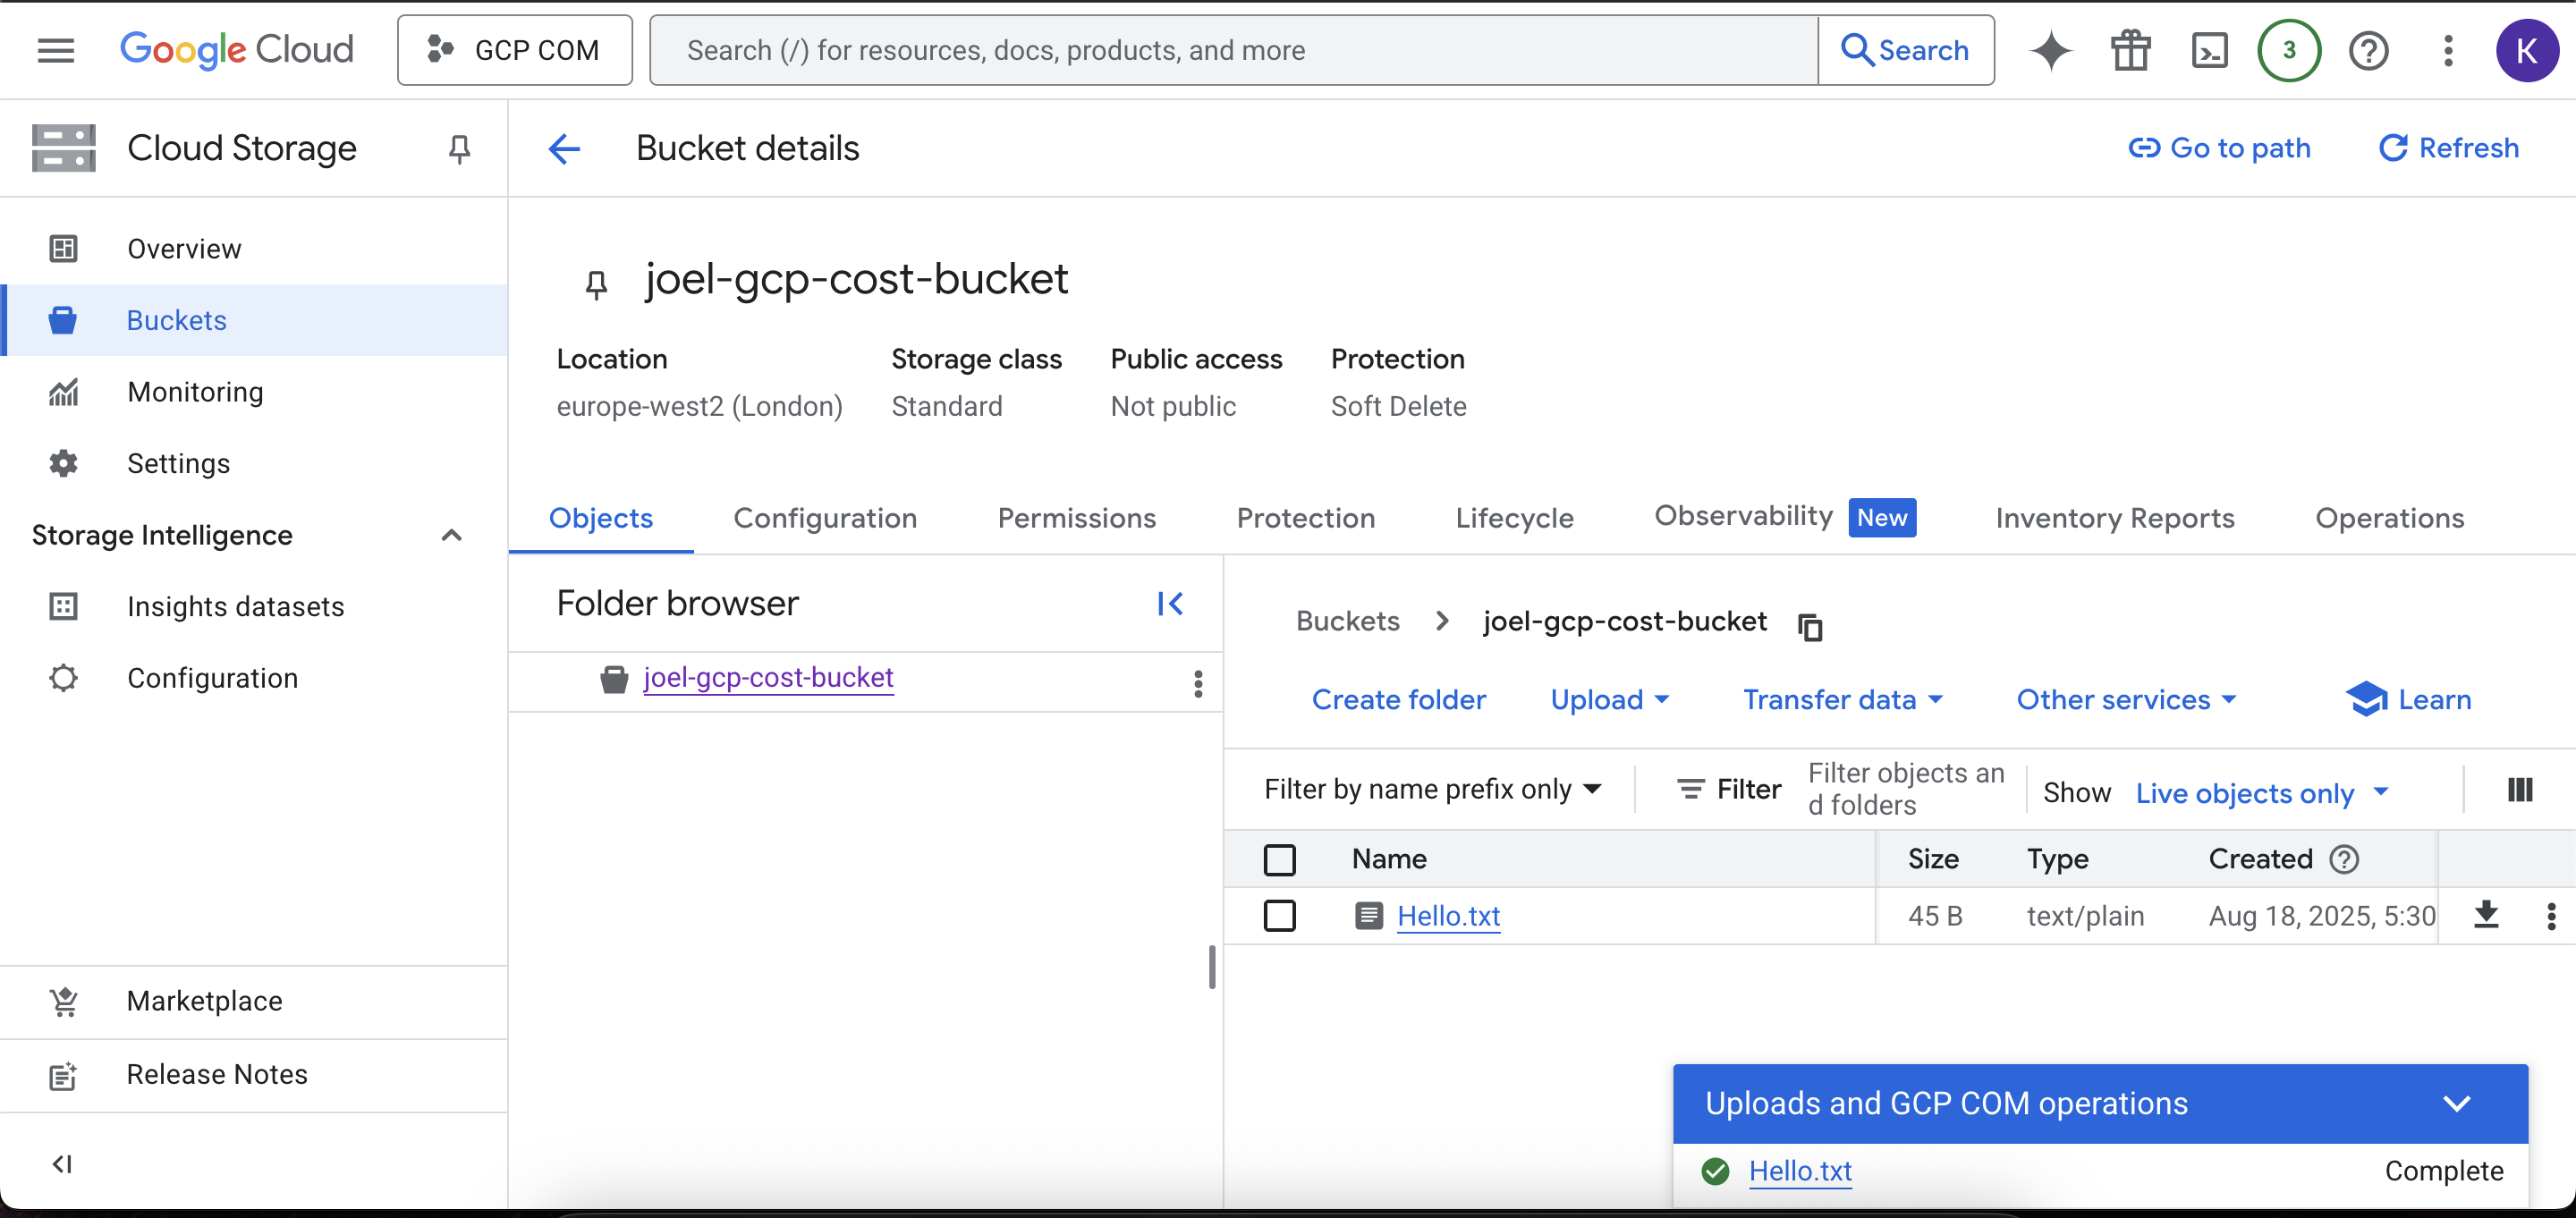 Google Cloud
GCP COM
Search (/) for resources, docs, products, and more
Search
3
K
Cloud Storage
Bucket details
Go to path
Refresh
Overview
Buckets
Monitoring
Settings
Storage Intelligence
Insights datasets
Configuration
Marketplace
Release Notes
joel-gcp-cost-bucket
Location
Storage class
Public access
Protection
europe-west2 (London)
Standard
Not public
Soft Delete
Objects
Configuration
Permissions
Protection
Lifecycle
Observability New
Inventory Reports
Operations
Folder browser
joel-gcp-cost-bucket
Buckets
joel-gcp-cost-bucket
Create folder
Upload
Transfer data
Other services
Learn
Filter by name prefix only
Filter
Filter objects an
d folders
Show
Live objects only
Name
Size
Type
Created
Hello.txt
45 B
text/plain
Aug 18, 2025, 5:30
Uploads and GCP COM operations
Hello.txt
Complete